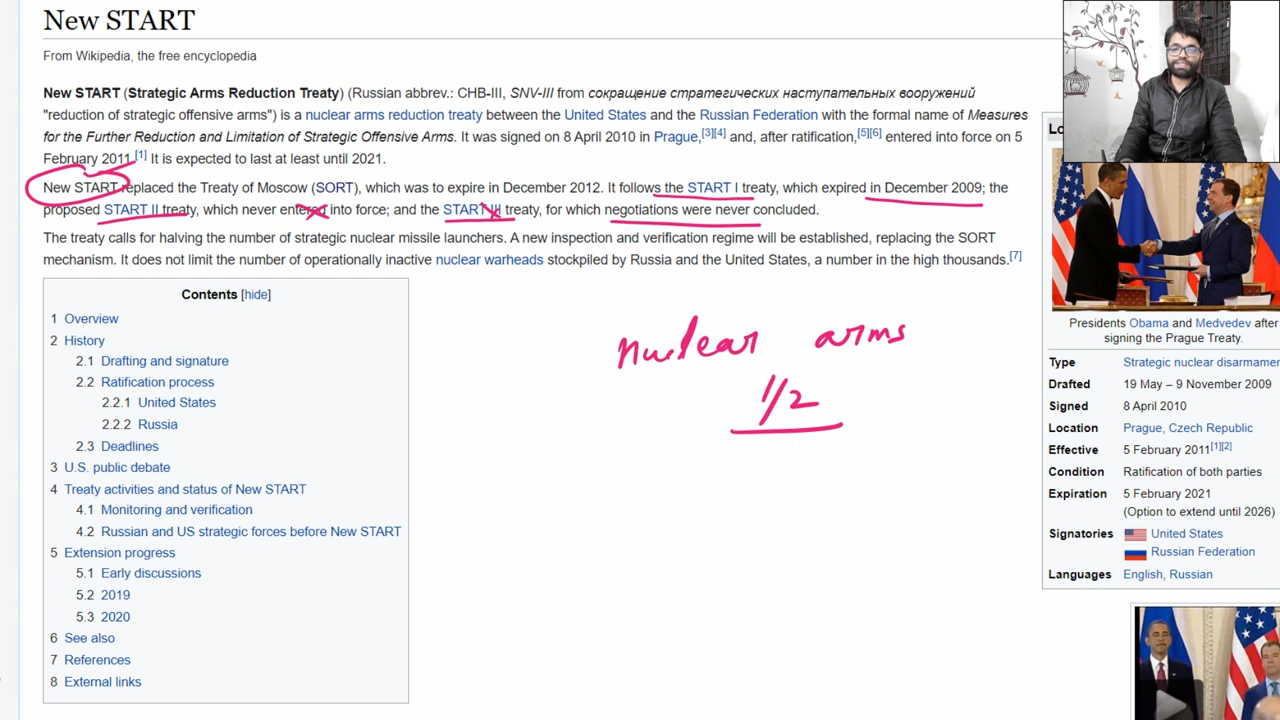 New START
From Wikipedia, the free encyclopedia
New START (Strategic Arms Reduction Treaty) (Russian abbrev.: СНВ-III, SNV-III from сокращение стратегических наступательных вооружений
"reduction of strategic offensive arms") is a nuclear arms reduction treaty between the United States and the Russian Federation with the formal name of Measures
for the Further Reduction and Limitation of Strategic Offensive Arms. It was signed on 8 April 2010 in Prague,[3][4] and, after ratification,[5][6] entered into force on 5
February 2011.[1] It is expected to last at least until 2021.
New START replaced the Treaty of Moscow (SORT), which was to expire in December 2012. It follows the START I treaty, which expired in December 2009; the
proposed START II treaty, which never entered into force; and the START III treaty, for which negotiations were never concluded.
The treaty calls for halving the number of strategic nuclear missile launchers. A new inspection and verification regime will be established, replacing the SORT
mechanism. It does not limit the number of operationally inactive nuclear warheads stockpiled by Russia and the United States, a number in the high thousands.[7]
Contents [hide]
1 Overview
2 History
2.1 Drafting and signature
2.2 Ratification process
2.2.1 United States
2.2.2 Russia
2.3 Deadlines
3 U.S. public debate
4 Treaty activities and status of New START
4.1 Monitoring and verification
4.2 Russian and US strategic forces before New START
5 Extension progress
5.1 Early discussions
5.2 2019
5.3 2020
6 See also
7 References
8 External links
nuclear arms
1/2
Lo
Presidents Obama and Medvedev after
signing the Prague Treaty.
Type Strategic nuclear disarmamen
Drafted 19 May – 9 November 2009
Signed 8 April 2010
Location Prague, Czech Republic
Effective 5 February 2011[1][2]
Condition Ratification of both parties
Expiration 5 February 2021
(Option to extend until 2026)
Signatories United States
Russian Federation
Languages English, Russian